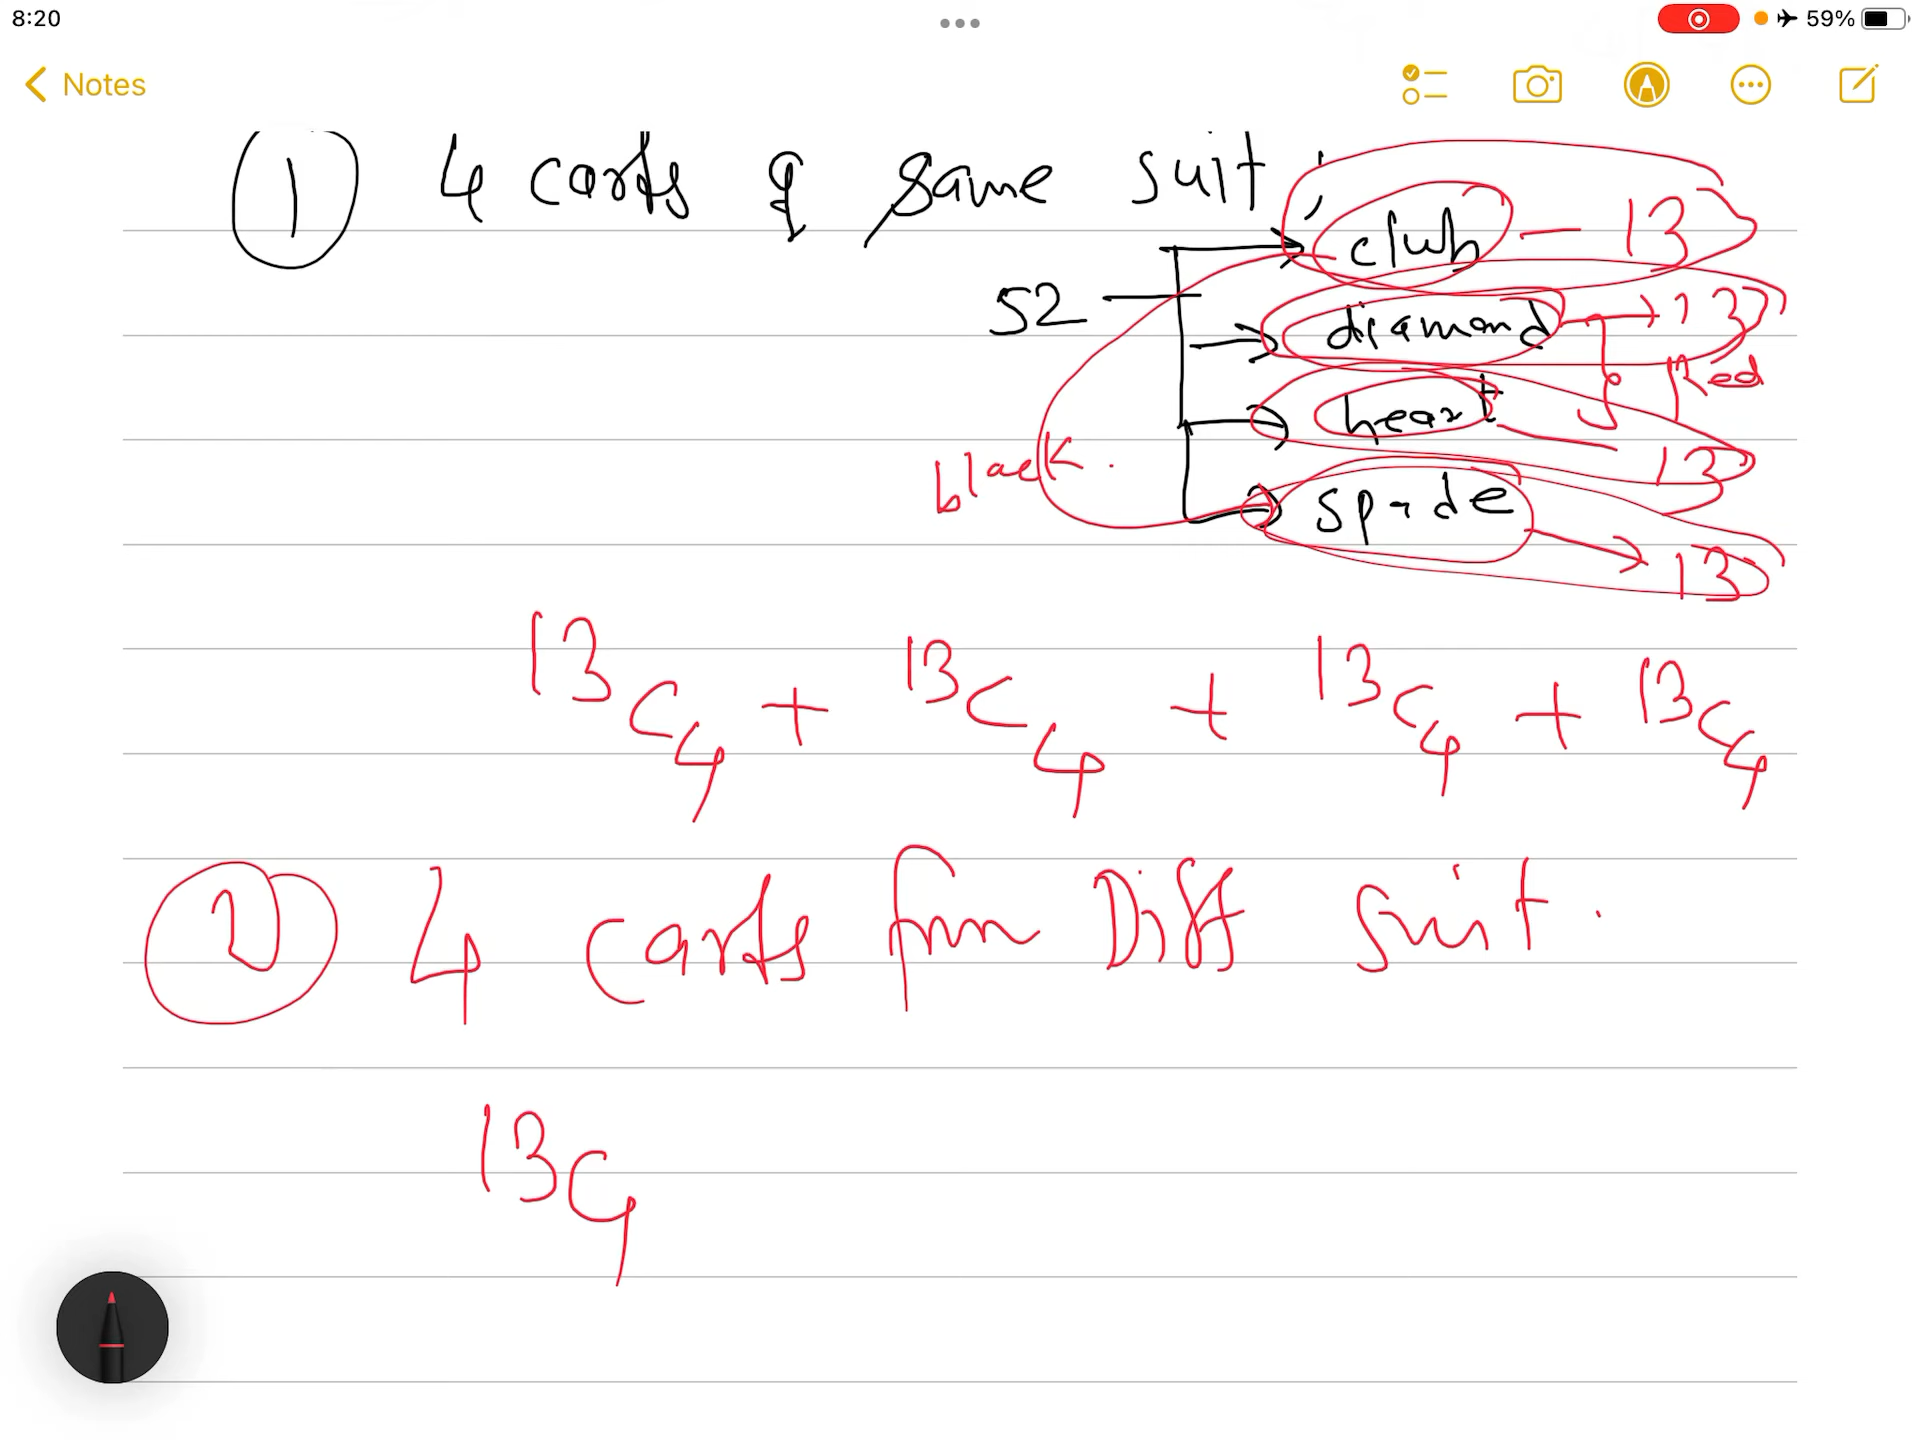 8:20
59%
Notes
1 4 cards of same suit;
club — 13
52
diamond → 13
Red
heart 13
black.
spade → 13
13C4 + 13C4 + 13C4 + 13C4
2 4 cards from Diff Suit.
13C1